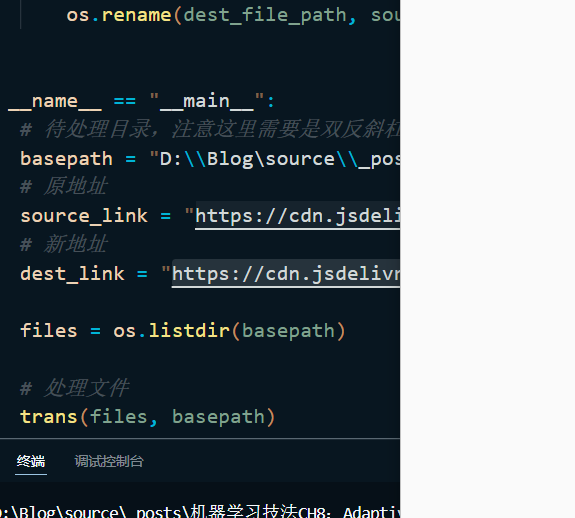 os.rename(dest_file_path, sou
__name__ == "__main__":
# 待处理目录，注意这里需要是双反斜杠
basepath = "D:\\Blog\source\\_pos
# 原地址
source_link = "https://cdn.jsdeli
# 新地址
dest_link = "https://cdn.jsdelivr
files = os.listdir(basepath)
# 处理文件
trans(files, basepath)
终端 调试控制台
D:\Blog\source\_posts\机器学习技法CH8：Adaptiv